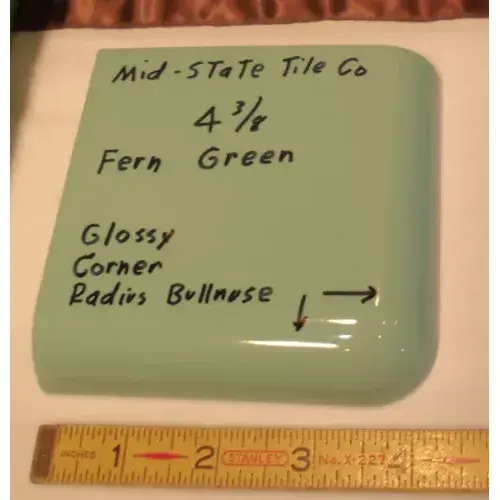 Mid-STaTe Tile Co
4 3/8
Fern Green
Glossy
Corner
Radius Bullnose
INCHES 1 2 STANLEY 3 No. X-227 4